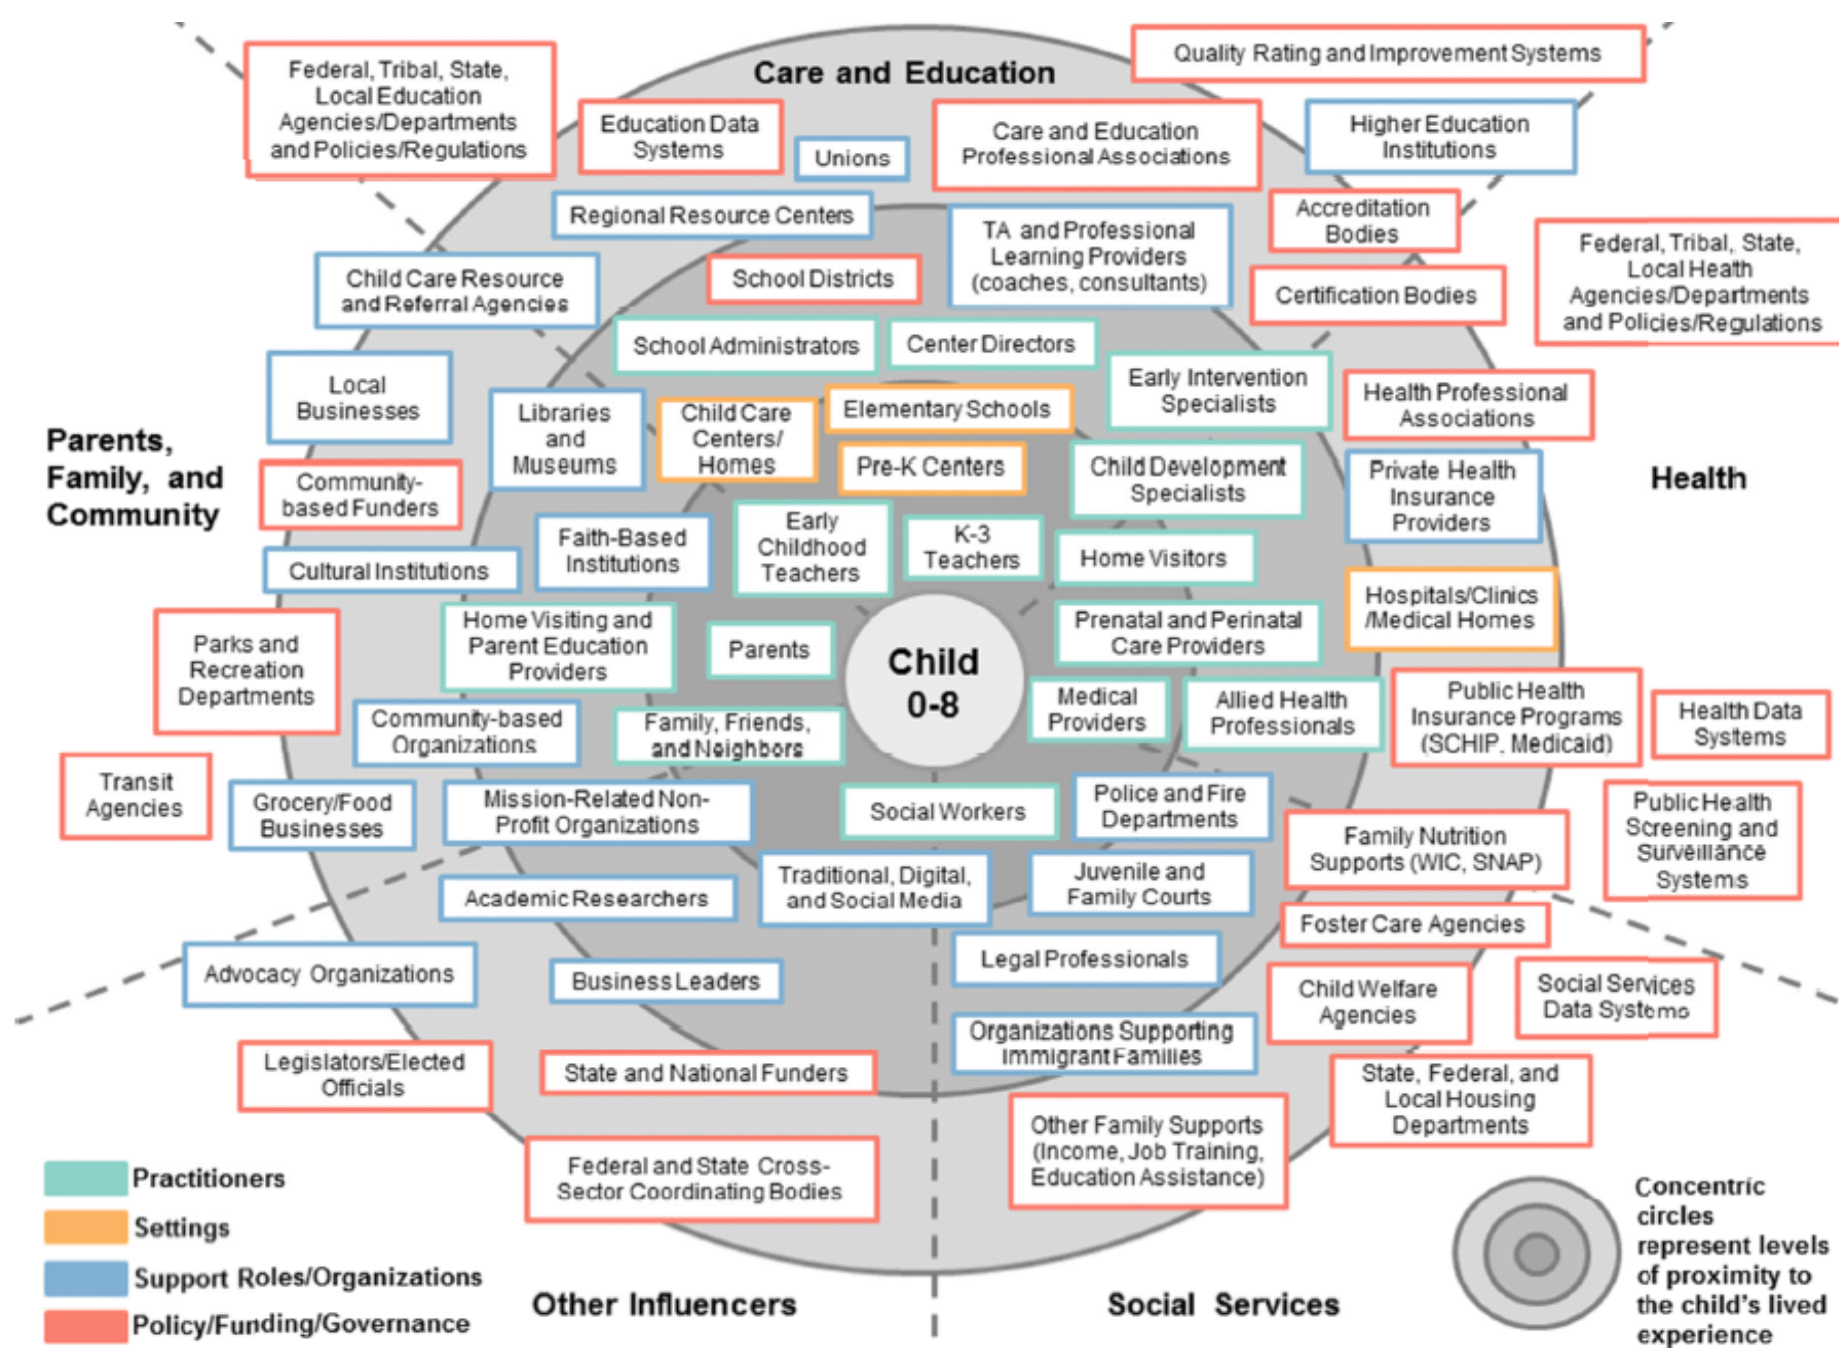 Care and Education
Quality Rating and Improvement Systems
Federal, Tribal, State,
Local Education
Agencies/Departments
and Policies/Regulations
Education Data
Systems
Unions
Care and Education
Professional Associations
Higher Education
Institutions
Regional Resource Centers
TA and Professional
Learning Providers
(coaches, consultants)
Accreditation
Bodies
Federal, Tribal, State,
Local Heath
Agencies/Departments
and Policies/Regulations
Child Care Resource
and Referral Agencies
School Districts
Certification Bodies
School Administrators
Center Directors
Early Intervention
Specialists
Health Professional
Associations
Local
Businesses
Libraries
and
Museums
Child Care
Centers/
Homes
Elementary Schools
Pre-K Centers
Child Development
Specialists
Private Health
Insurance
Providers
Parents,
Family, and
Community
Health
Community-
based Funders
Faith-Based
Institutions
Early
Childhood
Teachers
K-3
Teachers
Home Visitors
Cultural Institutions
Hospitals/Clinics
/Medical Homes
Parks and
Recreation
Departments
Home Visiting and
Parent Education
Providers
Parents
Child
0-8
Prenatal and Perinatal
Care Providers
Community-based
Organizations
Family, Friends,
and Neighbors
Medical
Providers
Allied Health
Professionals
Public Health
Insurance Programs
(SCHIP, Medicaid)
Health Data
Systems
Transit
Agencies
Grocery/Food
Businesses
Mission-Related Non-
Profit Organizations
Social Workers
Police and Fire
Departments
Family Nutrition
Supports (WIC, SNAP)
Public Health
Screening and
Surveillance
Systems
Academic Researchers
Traditional, Digital,
and Social Media
Juvenile and
Family Courts
Foster Care Agencies
Advocacy Organizations
Business Leaders
Legal Professionals
Child Welfare
Agencies
Social Services
Data Systems
Organizations Supporting
Immigrant Families
Legislators/Elected
Officials
State and National Funders
State, Federal, and
Local Housing
Departments
Other Family Supports
(Income, Job Training,
Education Assistance)
Federal and State Cross-
Sector Coordinating Bodies
Practitioners
Settings
Support Roles/Organizations
Policy/Funding/Governance
Other Influencers
Social Services
Concentric
circles
represent levels
of proximity to
the child's lived
experience